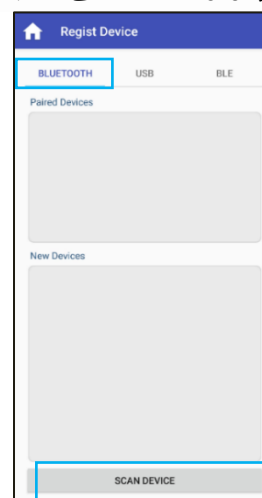 Regist Device
BLUETOOTH USB BLE
Paired Devices
New Devices
SCAN DEVICE